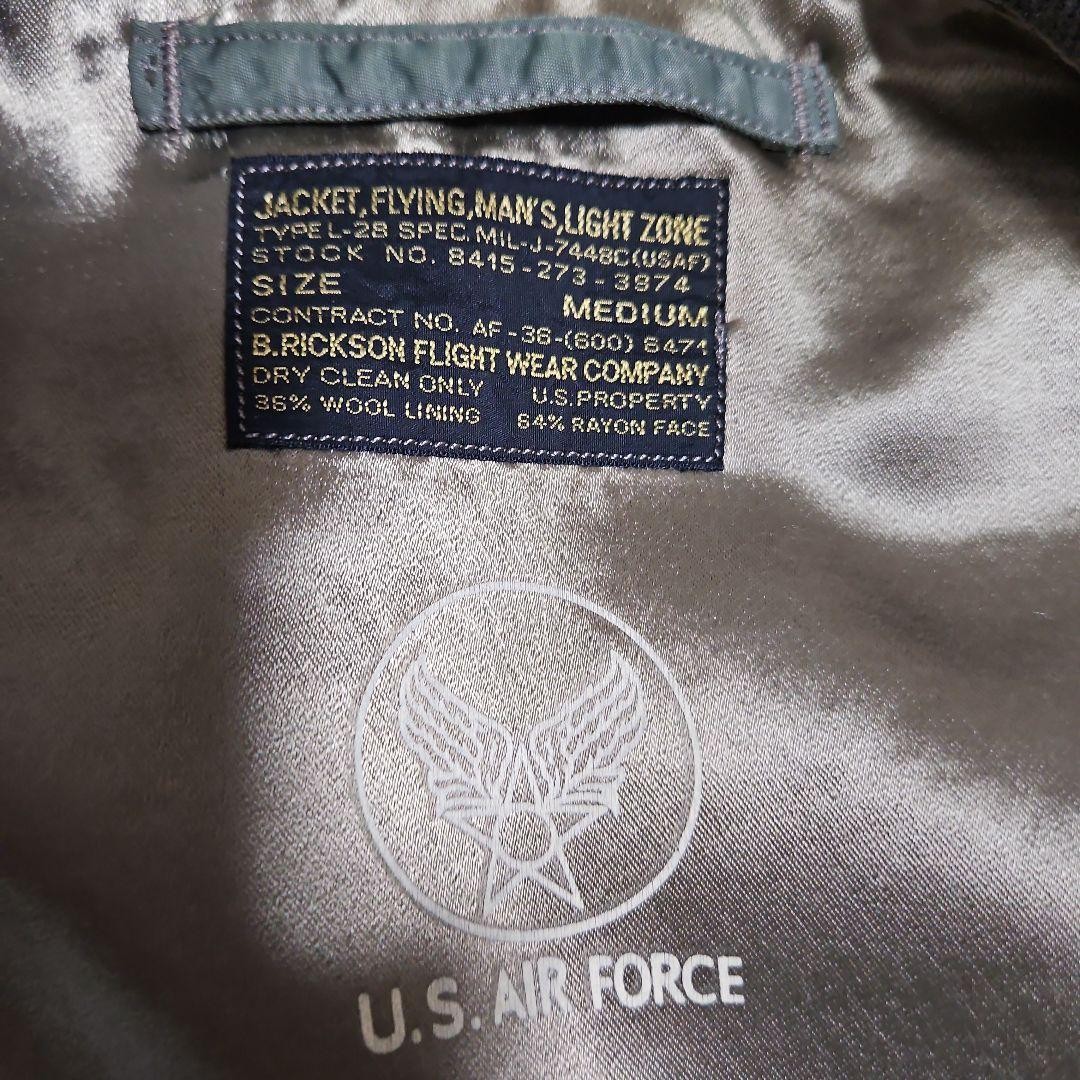 JACKET, FLYING, MAN'S, LIGHT ZONE
TYPE L-2B SPEC. MIL-J-7448C(USAF)
STOCK NO. 8415-273-3974
SIZE MEDIUM
CONTRACT NO. AF-36-(600) 8471
B.RICKSON FLIGHT WEAR COMPANY
DRY CLEAN ONLY U.S. PROPERTY
36% WOOL LINING 64% RAYON FACE
U.S. AIR FORCE